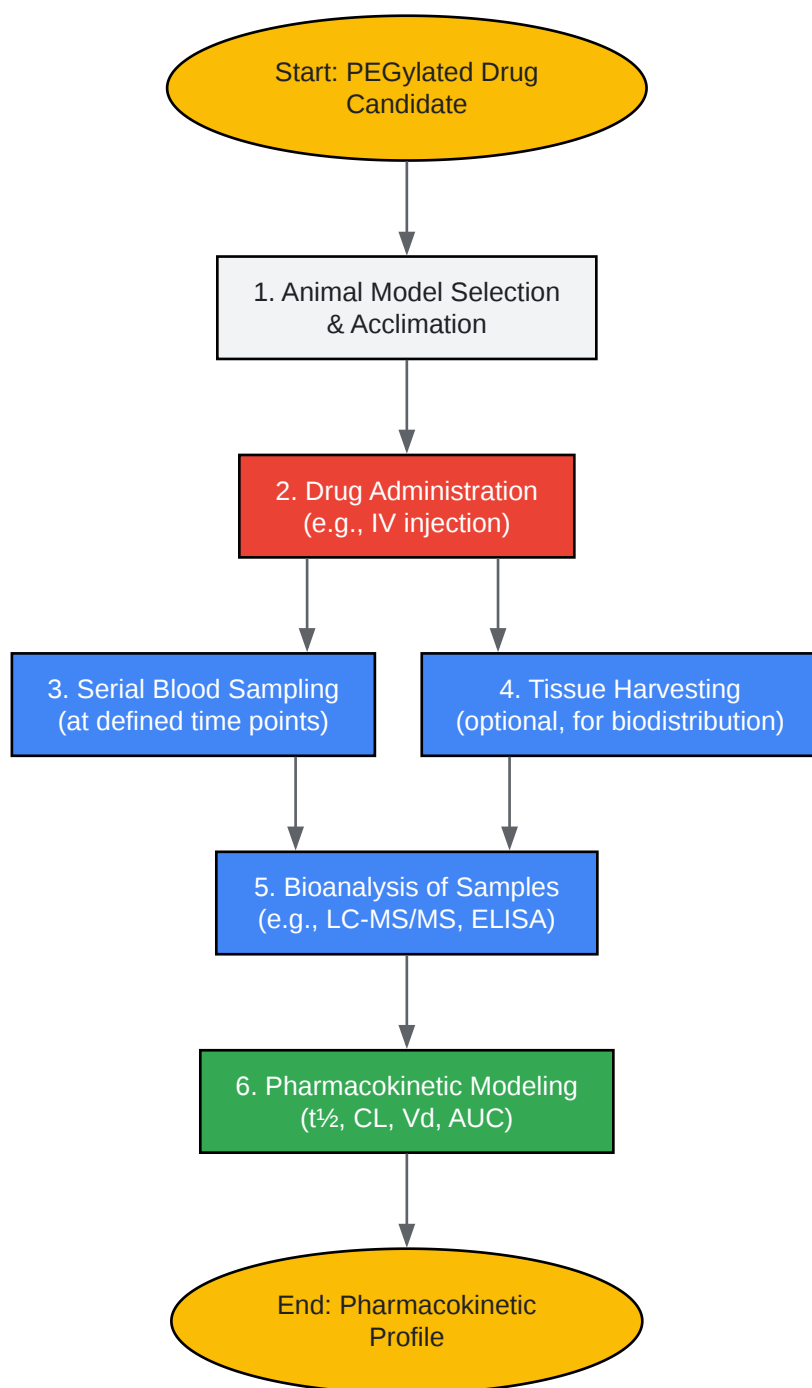 Start: PEGylated Drug
Candidate
1. Animal Model Selection
& Acclimation
2. Drug Administration
(e.g., IV injection)
3. Serial Blood Sampling
(at defined time points)
4. Tissue Harvesting
(optional, for biodistribution)
5. Bioanalysis of Samples
(e.g., LC-MS/MS, ELISA)
6. Pharmacokinetic Modeling
(t½, CL, Vd, AUC)
End: Pharmacokinetic
Profile